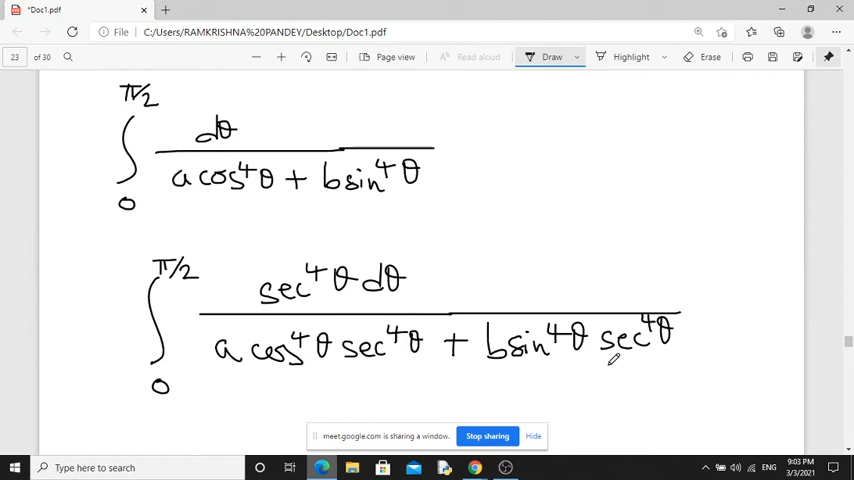 *Doc1.pdf
C:/Users/RAMKRISHNA%20PANDEY/Desktop/Doc1.pdf
23 of 30
Page view
Read aloud
Draw
Highlight
Erase
π/2
∫
0
dθ
a cos⁴θ + b sin⁴θ
π/2
∫
0
sec⁴θ dθ
a cos⁴θ sec⁴θ + b sin⁴θ sec⁴θ
meet.google.com is sharing a window. Stop sharing Hide
Type here to search
ENG
9:03 PM
3/3/2021